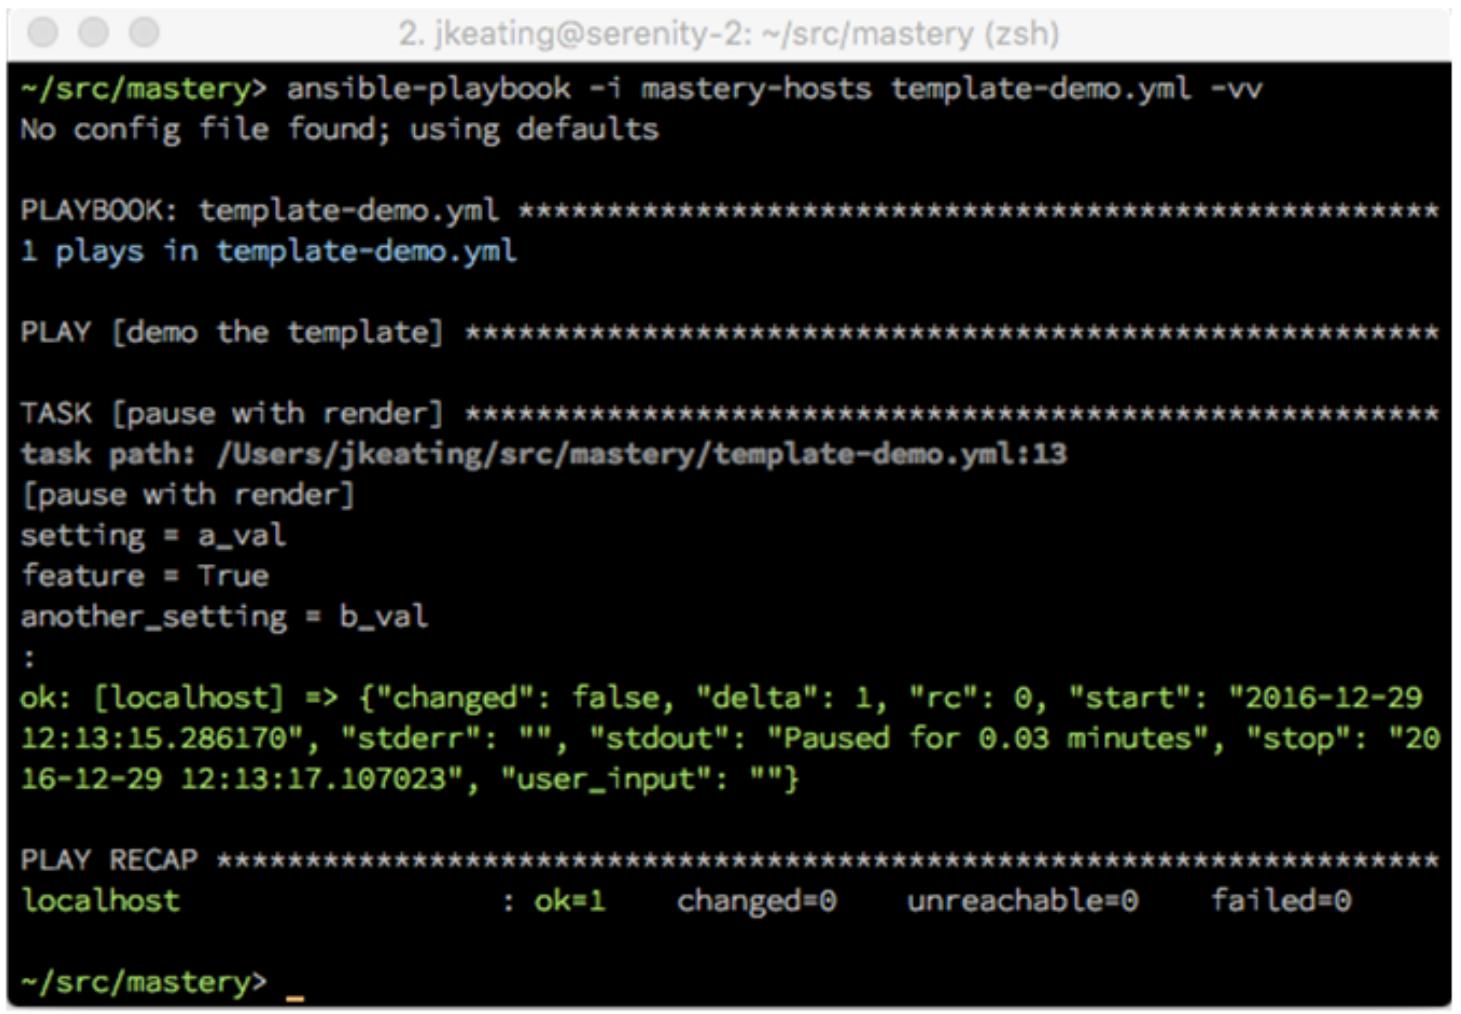 2. jkeating@serenity-2: ~/src/mastery (zsh)
~/src/mastery> ansible-playbook -i mastery-hosts template-demo.yml -vv
No config file found; using defaults
PLAYBOOK: template-demo.yml ****************************************************
1 plays in template-demo.yml
PLAY [demo the template] *******************************************************
TASK [pause with render] *******************************************************
task path: /Users/jkeating/src/mastery/template-demo.yml:13
[pause with render]
setting = a_val
feature = True
another_setting = b_val
:
ok: [localhost] => {"changed": false, "delta": 1, "rc": 0, "start": "2016-12-29
12:13:15.286170", "stderr": "", "stdout": "Paused for 0.03 minutes", "stop": "20
16-12-29 12:13:17.107023", "user_input": ""}
PLAY RECAP *********************************************************************
localhost                  : ok=1    changed=0    unreachable=0    failed=0
~/src/mastery> _